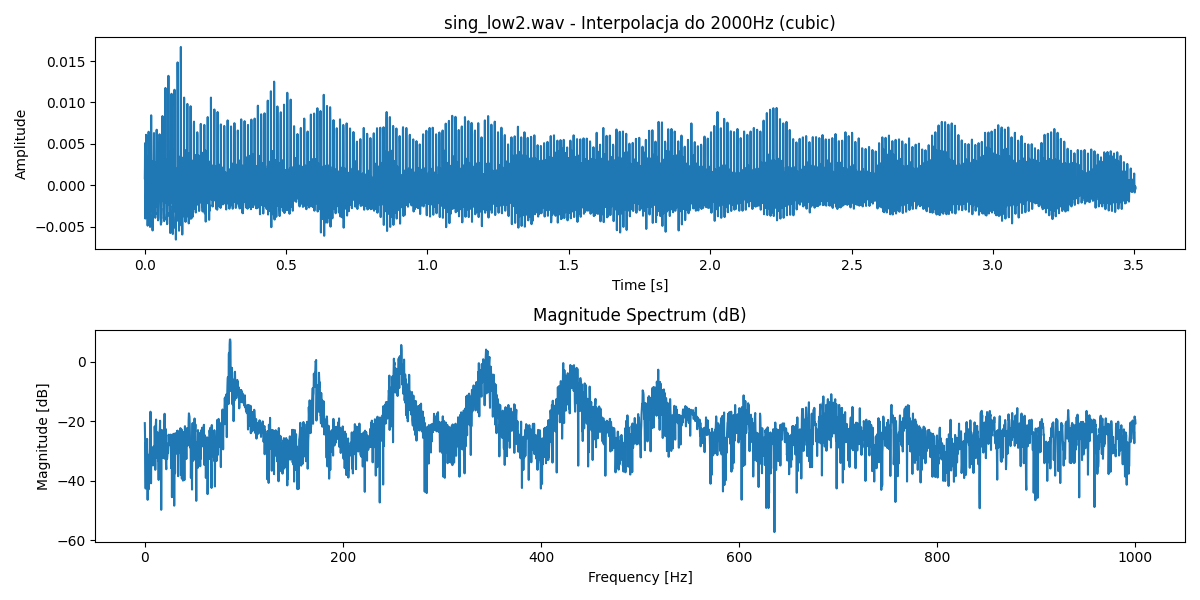 sing_low2.wav - Interpolacja do 2000Hz (cubic)
0.015
0.010
0.005
0.000
−0.005
Amplitude
0.0 0.5 1.0 1.5 2.0 2.5 3.0 3.5
Time [s]
Magnitude Spectrum (dB)
0
−20
−40
−60
Magnitude [dB]
0 200 400 600 800 1000
Frequency [Hz]